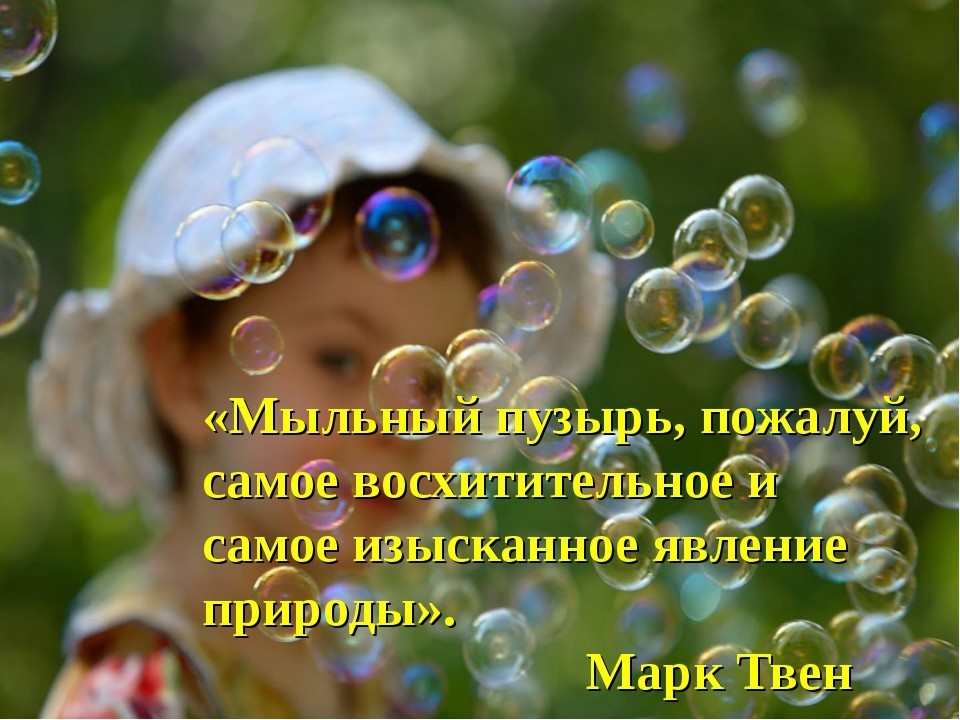 «Мыльный пузырь, пожалуй,
самое восхитительное и
самое изысканное явление
природы».
Марк Твен